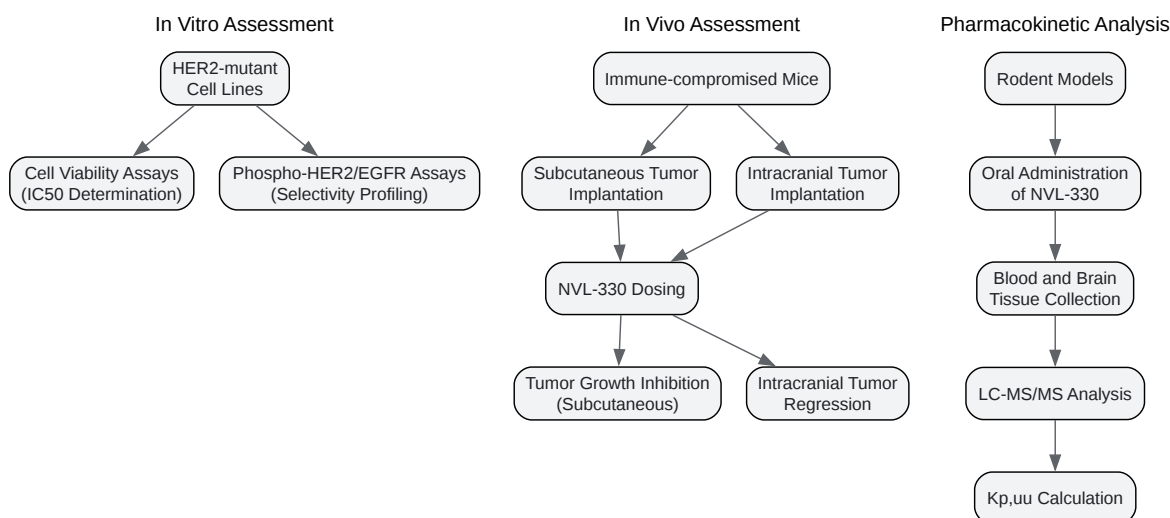 In Vitro Assessment
HER2-mutant
Cell Lines
Cell Viability Assays
(IC50 Determination)
Phospho-HER2/EGFR Assays
(Selectivity Profiling)
In Vivo Assessment
Immune-compromised Mice
Subcutaneous Tumor
Implantation
Intracranial Tumor
Implantation
NVL-330 Dosing
Tumor Growth Inhibition
(Subcutaneous)
Intracranial Tumor
Regression
Pharmacokinetic Analysis
Rodent Models
Oral Administration
of NVL-330
Blood and Brain
Tissue Collection
LC-MS/MS Analysis
Kp,uu Calculation